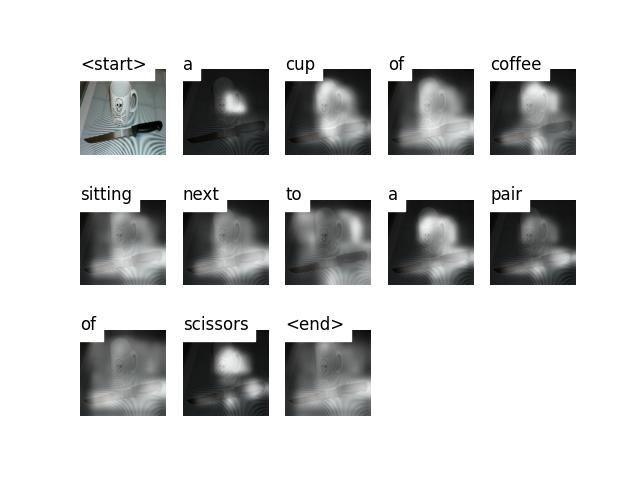 <start> a cup of coffee
sitting next to a pair
of scissors <end>